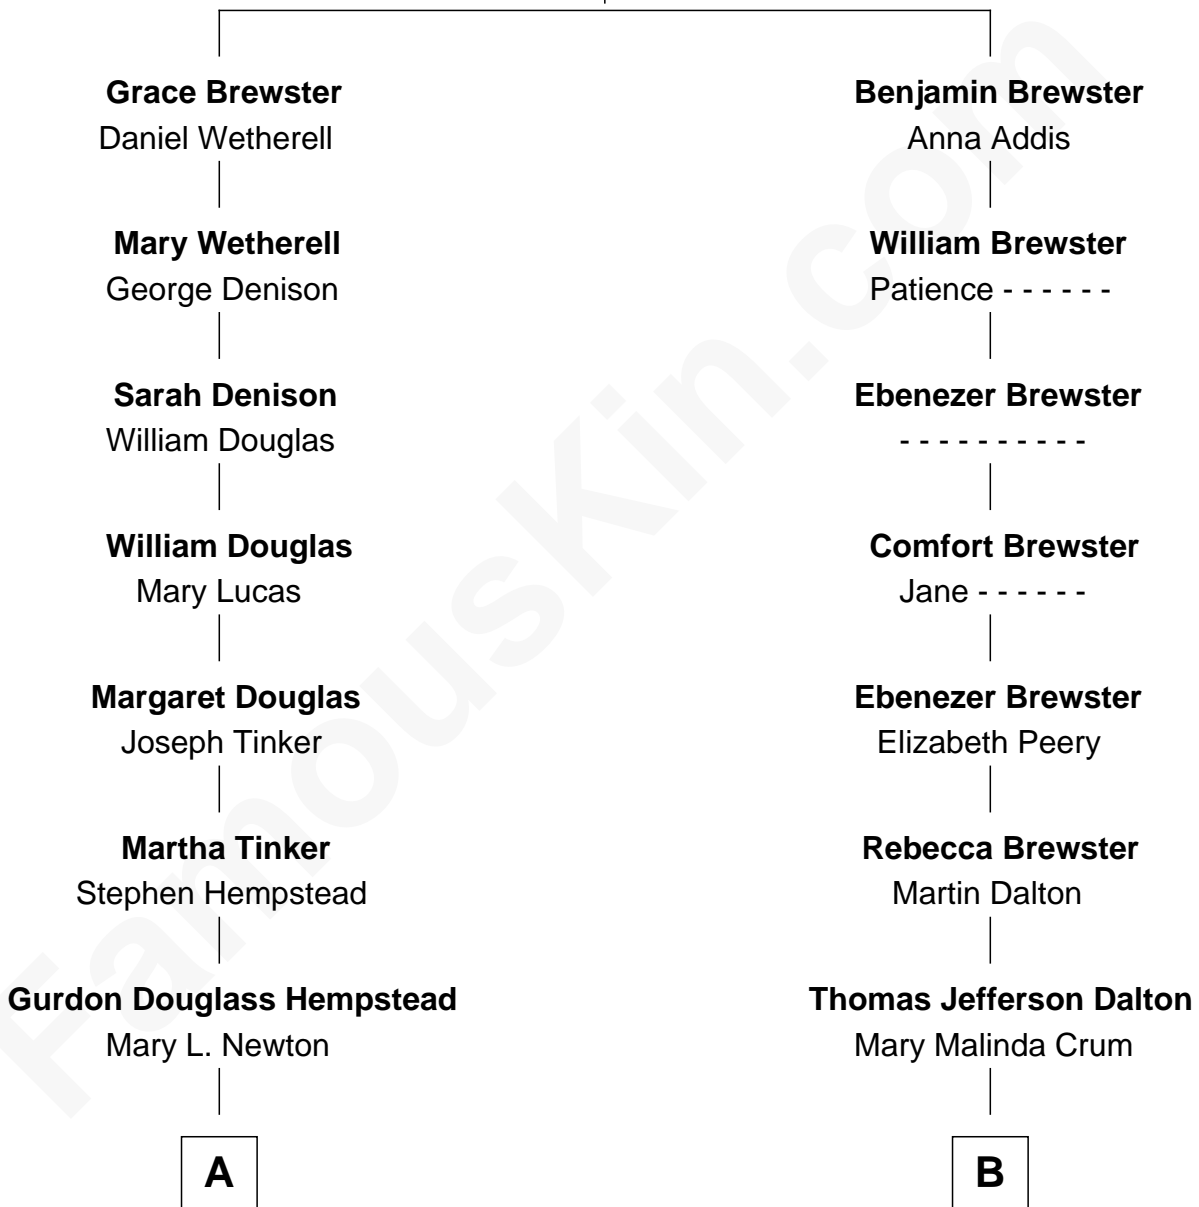 Grace Brewster
Daniel Wetherell
Mary Wetherell
George Denison
Sarah Denison
William Douglas
William Douglas
Mary Lucas
Margaret Douglas
Joseph Tinker
Martha Tinker
Stephen Hempstead
Gurdon Douglass Hempstead
Mary L. Newton
A
Benjamin Brewster
Anna Addis
William Brewster
Patience - - - - - -
Ebenezer Brewster
- - - - - - - - - -
Comfort Brewster
Jane - - - - - -
Ebenezer Brewster
Elizabeth Peery
Rebecca Brewster
Martin Dalton
Thomas Jefferson Dalton
Mary Malinda Crum
B
FamousKin.com